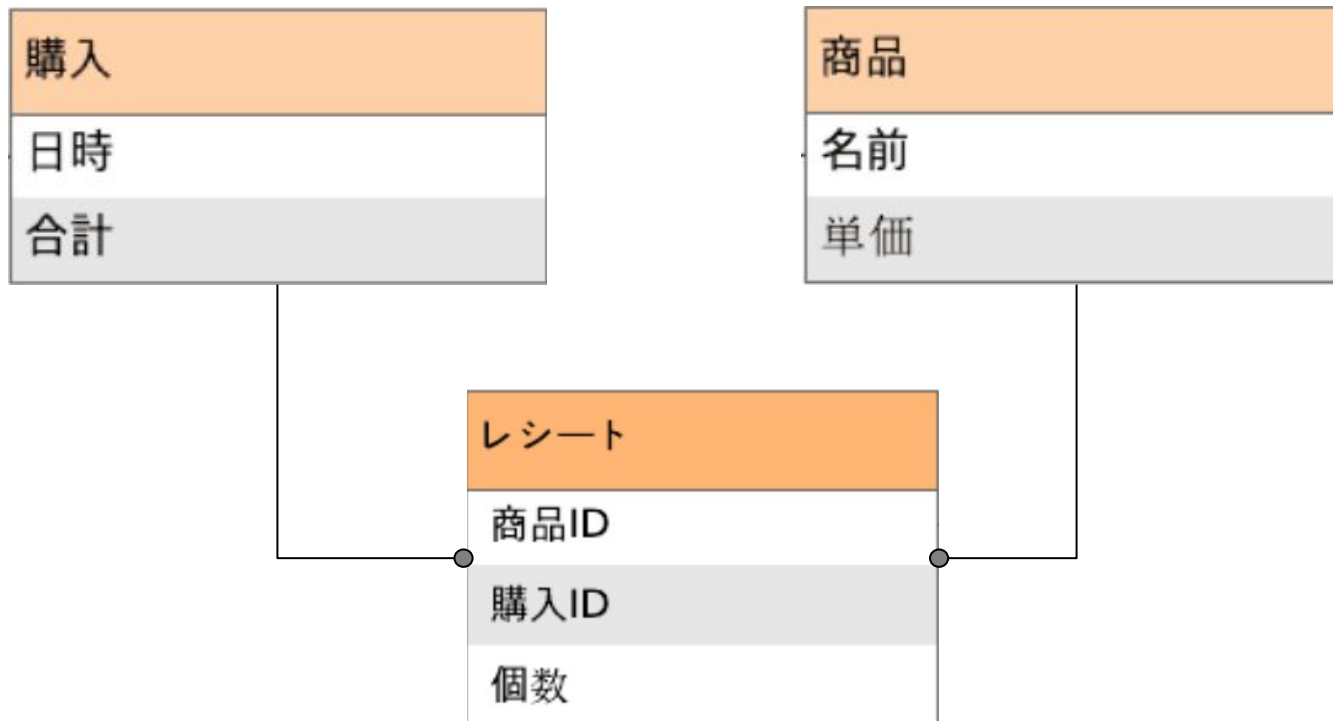 購入
日時
合計
商品
名前
単価
レシート
商品ID
購入ID
個数